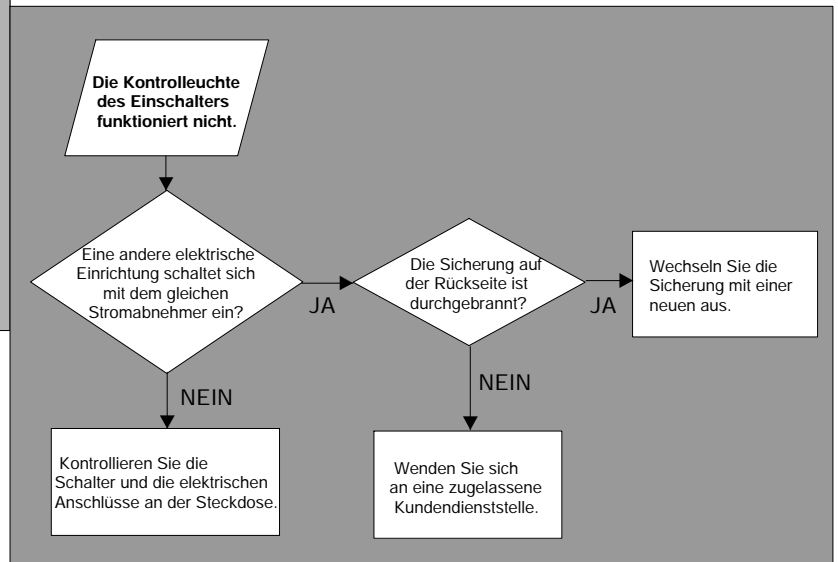 Die Kontrolleuchte
des Einschalters
funktioniert nicht.
Eine andere elektrische
Einrichtung schaltet sich
mit dem gleichen
Stromabnehmer ein?
JA
Die Sicherung auf
der Rückseite ist
durchgebrannt?
JA
Wechseln Sie die
Sicherung mit einer
neuen aus.
NEIN
Kontrollieren Sie die
Schalter und die elektrischen
Anschlüsse an der Steckdose.
NEIN
Wenden Sie sich
an eine zugelassene
Kundendienststelle.